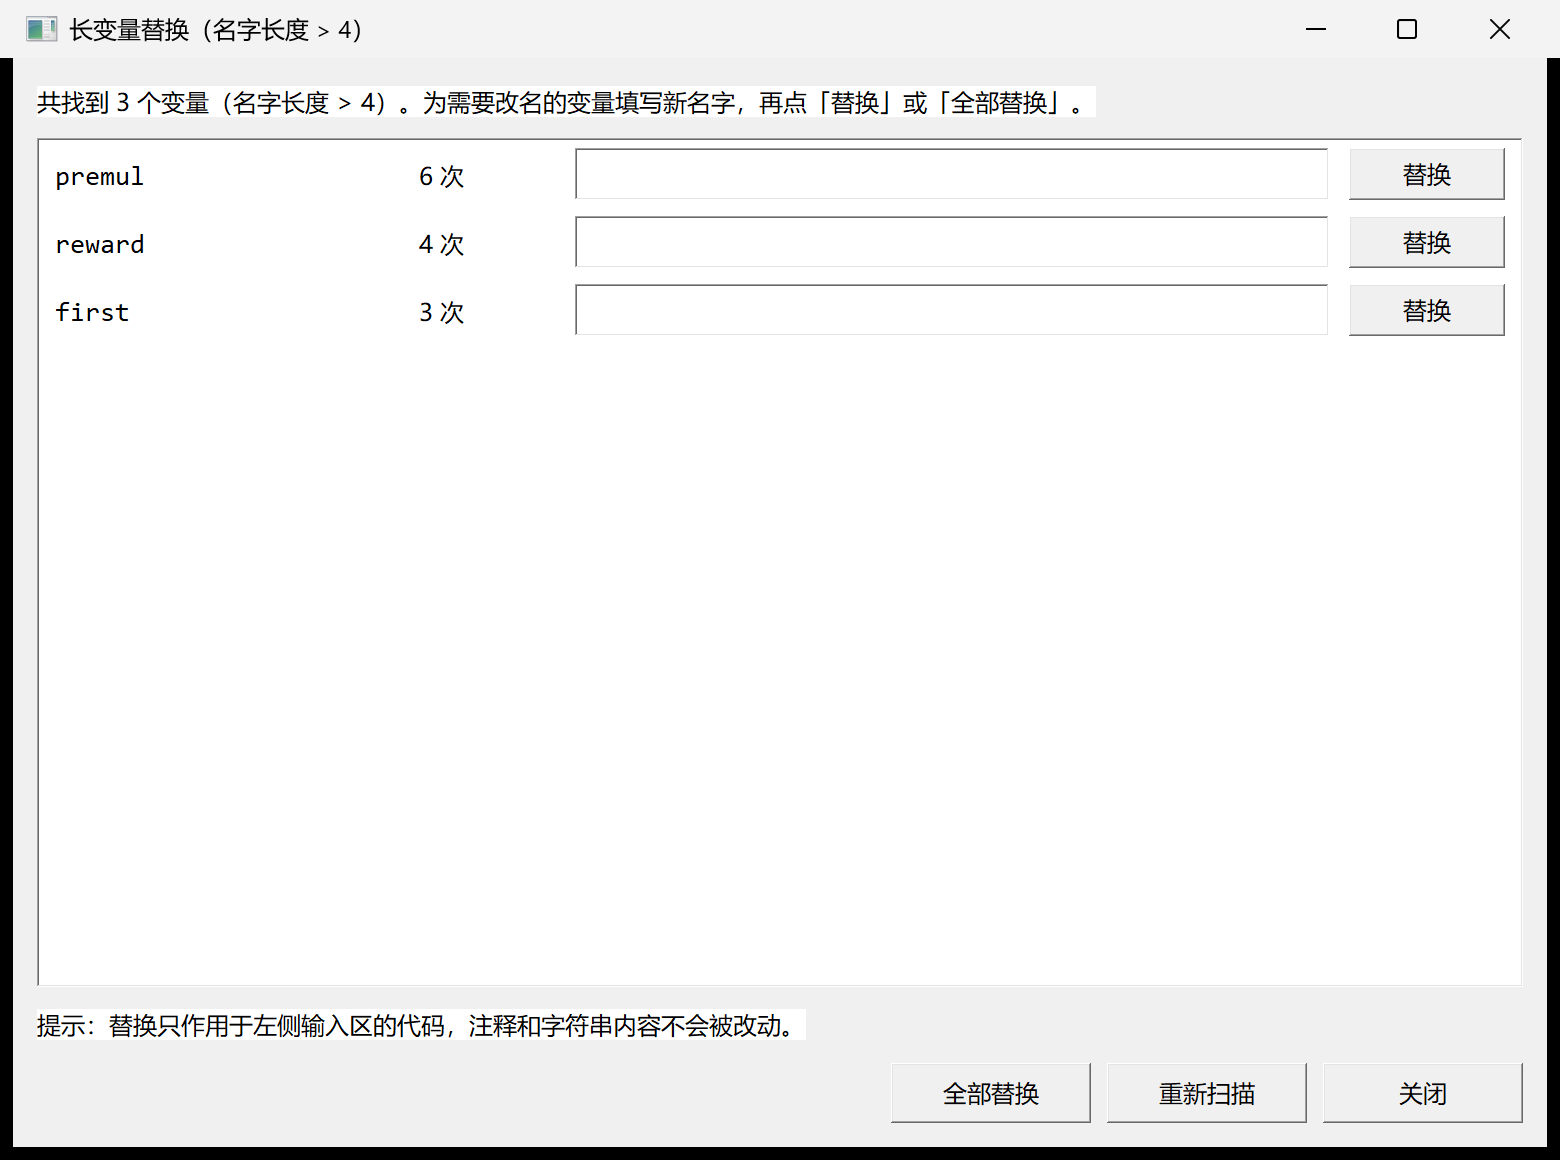 长变量替换（名字长度 > 4）
共找到 3 个变量（名字长度 > 4）。为需要改名的变量填写新名字，再点「替换」或「全部替换」。
premul 6 次 替换
reward 4 次 替换
first 3 次 替换
提示：替换只作用于左侧输入区的代码，注释和字符串内容不会被改动。
全部替换 重新扫描 关闭